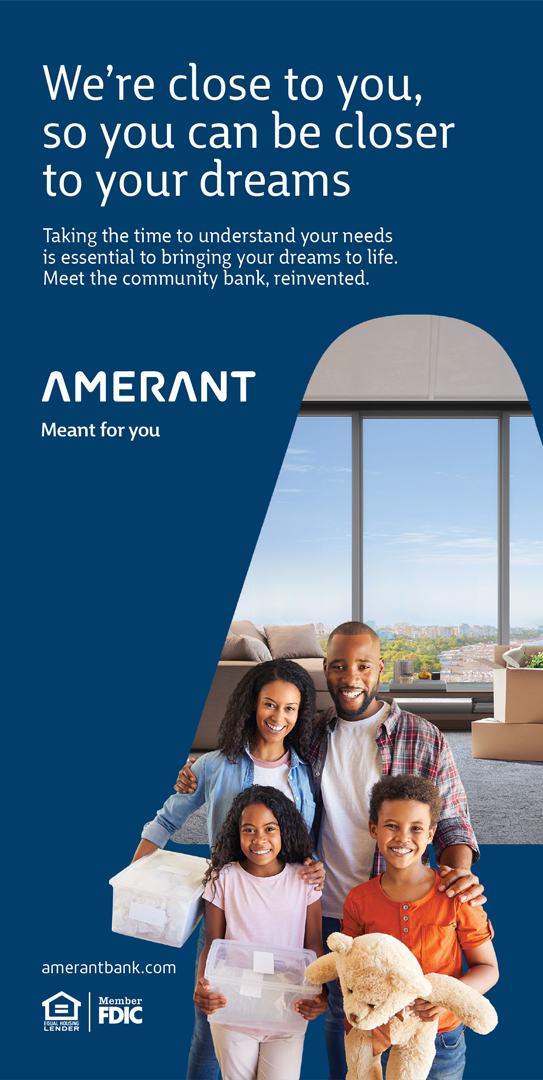 We’re close to you,
so you can be closer
to your dreams
Taking the time to understand your needs
is essential to bringing your dreams to life.
Meet the community bank, reinvented.
AMERANT
Meant for you
amerantbank.com
EQUAL HOUSING
LENDER
Member
FDIC